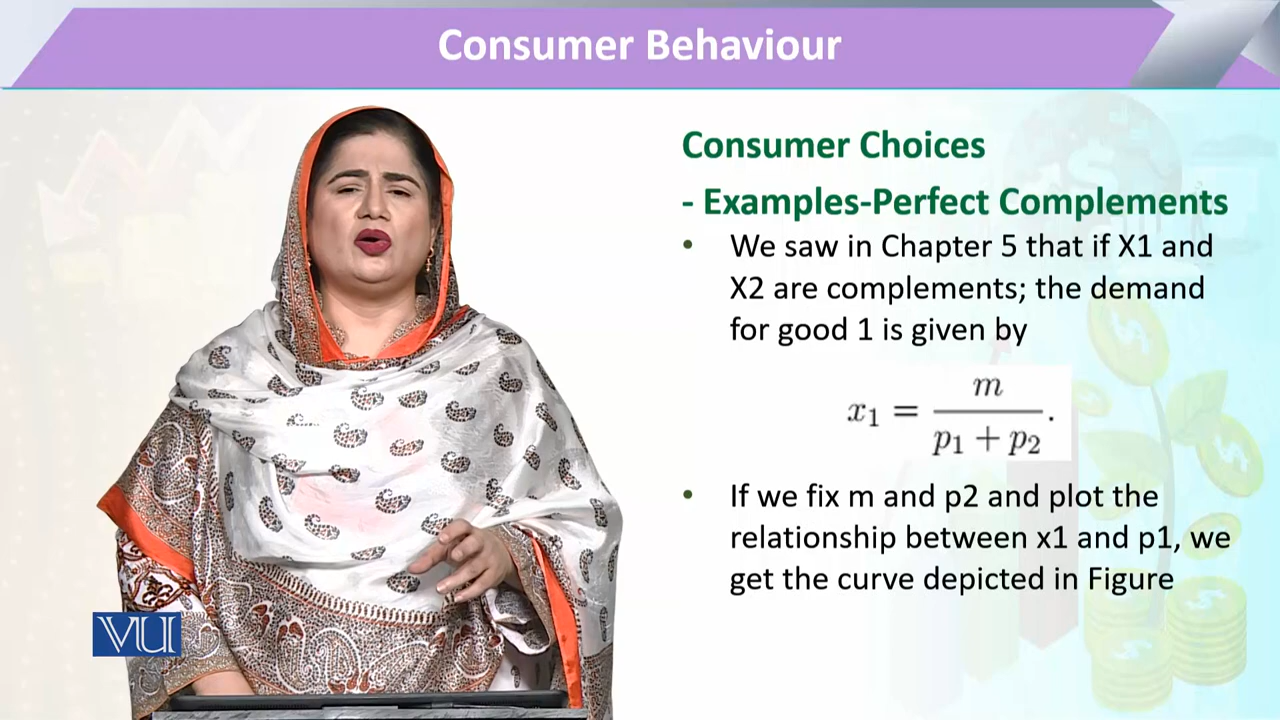 Consumer Behaviour
Consumer Choices
- Examples-Perfect Complements
• We saw in Chapter 5 that if X1 and
X2 are complements; the demand
for good 1 is given by
x₁ = m / (p₁ + p₂).
• If we fix m and p2 and plot the
relationship between x1 and p1, we
get the curve depicted in Figure
VU